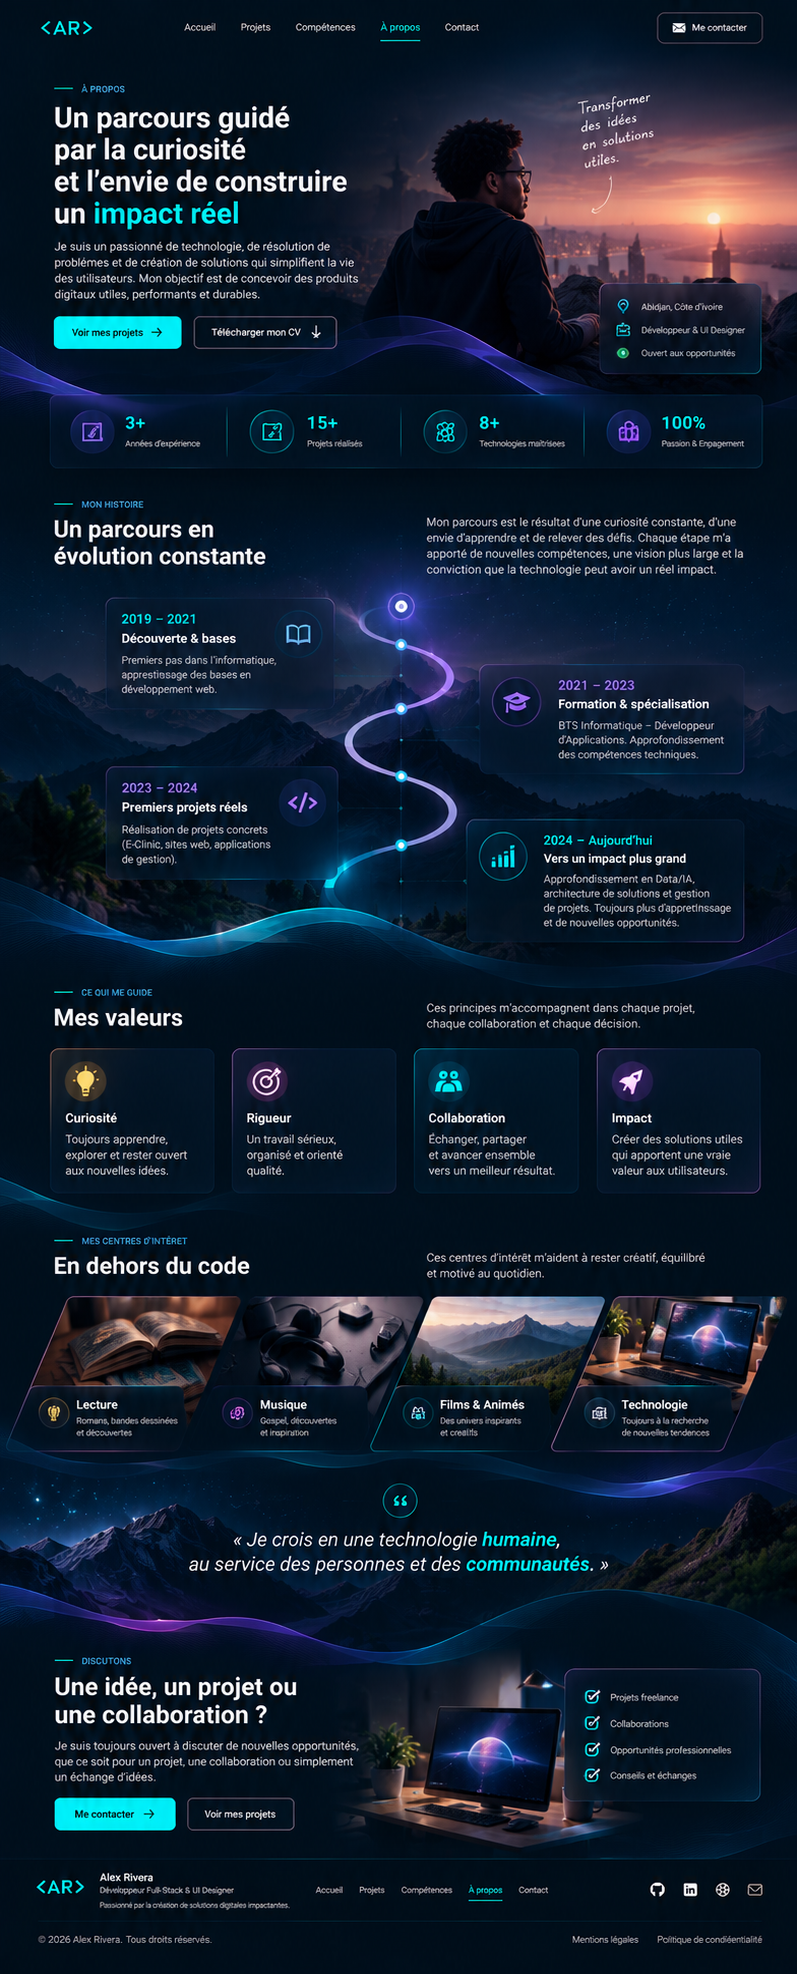 <AR>
Accueil
Projets
Compétences
À propos
Contact
Me contacter
À PROPOS
Un parcours guidé
par la curiosité
et l'envie de construire
un impact réel
Transformer
des idées
en solutions
utiles.
Je suis un passionné de technologie, de résolution de
problèmes et de création de solutions qui simplifient la vie
des utilisateurs. Mon objectif est de concevoir des produits
digitaux utiles, performants et durables.
Voir mes projets
Télécharger mon CV
Abidjan, Côte d'ivoire
Développeur & UI Designer
Ouvert aux opportunités
3+
Années d'expérience
15+
Projets réalisés
8+
Technologies maîtrisees
100%
Passion & Engagement
MON HISTOIRE
Un parcours en
évolution constante
Mon parcours est le résultat d'une curiosité constante, d'une
envie d'apprendre et de relever des défis. Chaque étape m'a
apporté de nouvelles compétences, une vision plus large et la
conviction que la technologie peut avoir un réel impact.
2019 – 2021
Découverte & bases
Premiers pas dans l'informatique,
apprestissage des bases en
développement web.
2021 – 2023
Formation & spécialisation
BTS Informatique – Développeur
d'Applications. Approfondissement
des compétences techniques.
2023 – 2024
Premiers projets réels
Réalisation de projets concrets
(E-Clinic, sites web, applications
de gestion).
2024 – Aujourd'hui
Vers un impact plus grand
Approfondissement en Data/IA,
architecture de solutions et gestion
de projets. Toujours plus d'appretinssage
et de nouvelles opportunités.
CE QUI ME GUIDE
Mes valeurs
Ces principes m'accompagnent dans chaque projet,
chaque collaboration et chaque décision.
Curiosité
Toujours apprendre,
explorer et rester ouvert
aux nouvelles idées.
Rigueur
Un travail sérieux,
organisé et orienté
qualité.
Collaboration
Échanger, partager
et avancer ensemble
vers un meilleur résultat.
Impact
Créer des solutions utiles
qui apportent une vraie
valeur aux utilisateurs.
MES CENTRES D'INTÉRET
En dehors du code
Ces centres d'intérêt m'aident à rester créatif, équilibré
et motivé au quotidien.
Lecture
Romans, bandes dessinées
et découvertes
Musique
Gospel, découvertes
et inspiration
Films & Animés
Des univers inspirants
et creatifs
Technologie
Toujours à la recherche
de nouvelles tendences
“
« Je crois en une technologie humaine,
au service des personnes et des communautés. »
DISCUTONS
Une idée, un projet ou
une collaboration ?
Je suis toujours ouvert à discuter de nouvelles opportunités,
que ce soit pour un projet, une collaboration ou simplement
un échange d'idées.
Me contacter
Voir mes projets
Projets freelance
Collaborations
Opportunités professionnelles
Conseils et échanges
<AR>
Alex Rivera
Développeur Full-Stack & UI Designer
Passionné par la création de solutions digitales impactantes.
Accueil
Projets
Compétences
À propos
Contact
© 2026 Alex Rivera. Tous droits réservés.
Mentions légales
Politique de condiéentialité